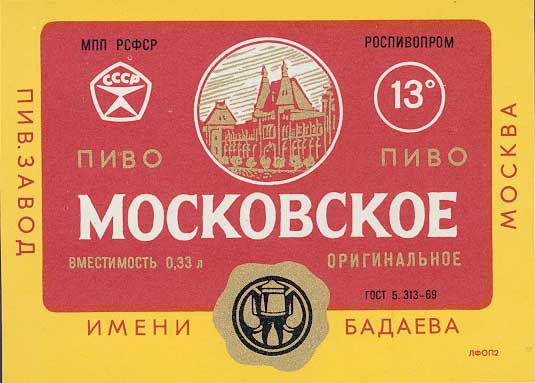 МПП РСФСР
РОСПИВОПРОМ
СССР
13°
ПИВ. ЗАВОД
МОСКВА
ПИВО
ПИВО
МОСКОВСКОЕ
ВМЕСТИМОСТЬ 0,33 л
ОРИГИНАЛЬНОЕ
ГОСТ 5. 313-69
ИМЕНИ
БАДАЕВА
ЛФОП2